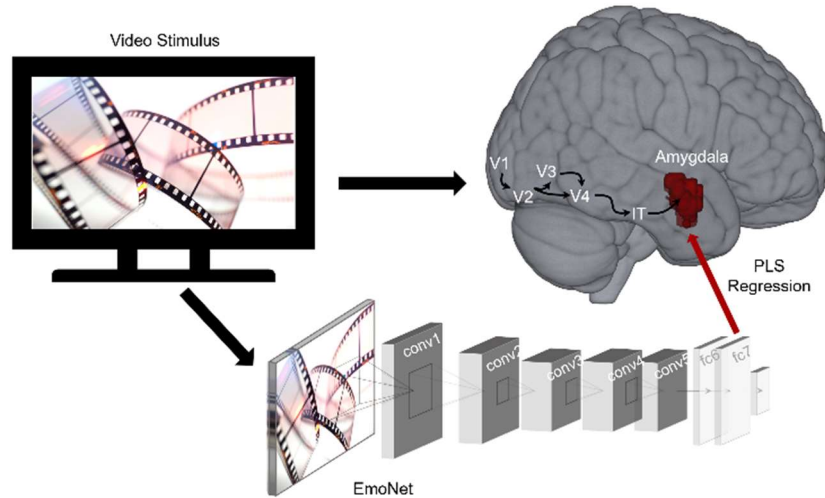 Video Stimulus
Amygdala
V1
V3
V2
V4
IT
PLS
Regression
conv1
conv2
conv3
conv4
conv5
fc6
fc7
EmoNet